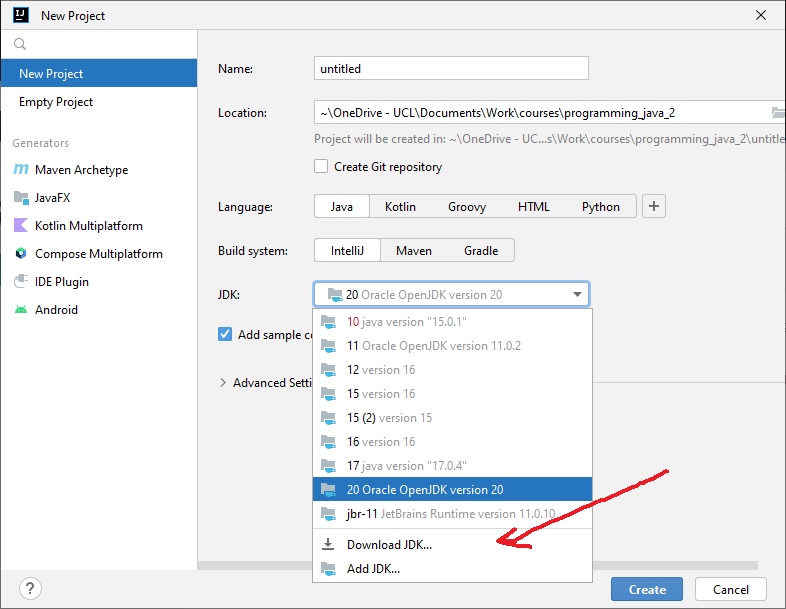 New Project
New Project
Empty Project
Generators
Maven Archetype
JavaFX
Kotlin Multiplatform
Compose Multiplatform
IDE Plugin
Android
Name: untitled
Location: ~\OneDrive - UCL\Documents\Work\courses\programming_java_2
Project will be created in: ~\OneDrive - UC...s\Work\courses\programming_java_2\untitle
Create Git repository
Language: Java Kotlin Groovy HTML Python +
Build system: IntelliJ Maven Gradle
JDK: 20 Oracle OpenJDK version 20
10 java version "15.0.1"
Add sample co
11 Oracle OpenJDK version 11.0.2
12 version 16
Advanced Setti
15 version 16
15 (2) version 15
16 version 16
17 java version "17.0.4"
20 Oracle OpenJDK version 20
jbr-11 JetBrains Runtime version 11.0.10
Download JDK...
Add JDK...
? Create Cancel